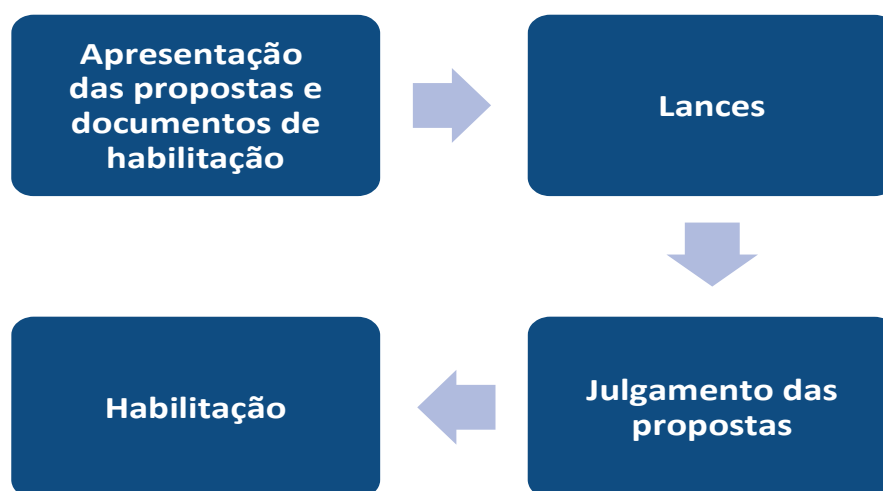 Apresentação
das propostas e
documentos de
habilitação
Lances
Julgamento das
propostas
Habilitação